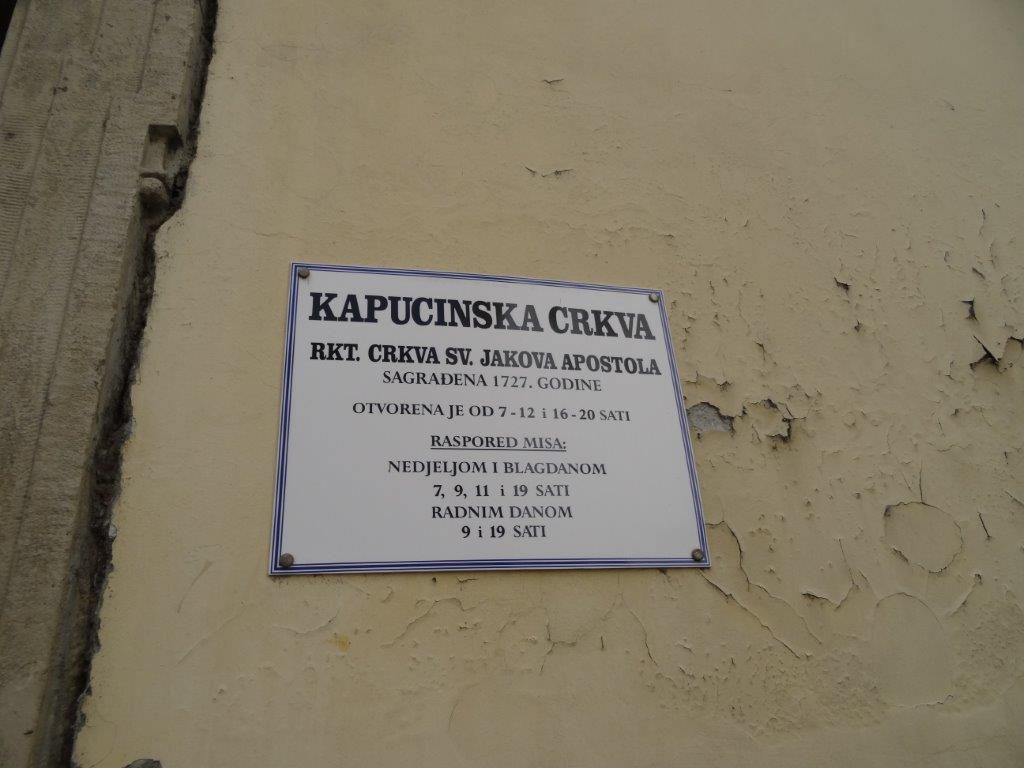 KAPUCINSKA CRKVA
RKT. CRKVA SV. JAKOVA APOSTOLA
SAGRAĐENA 1727. GODINE
OTVORENA JE OD 7-12 i 16-20 SATI
RASPORED MISA:
NEDJELJOM I BLAGDANOM
7, 9, 11 i 19 SATI
RADNIM DANOM
9 i 19 SATI